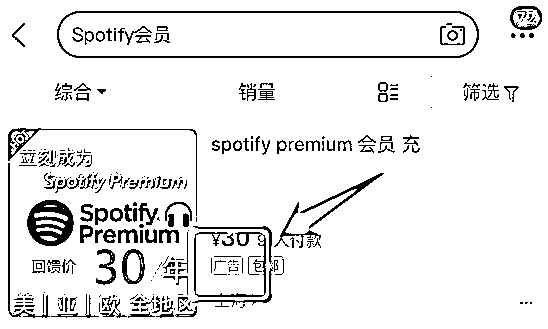 Spotify会员
综合 销量 筛选
立刻成为
Spotify Premium
Spotify
Premium
回馈价 30/年
美|亚|欧 全地区
spotify premium 会员 充
¥30 9人付款
广告 包邮
上海